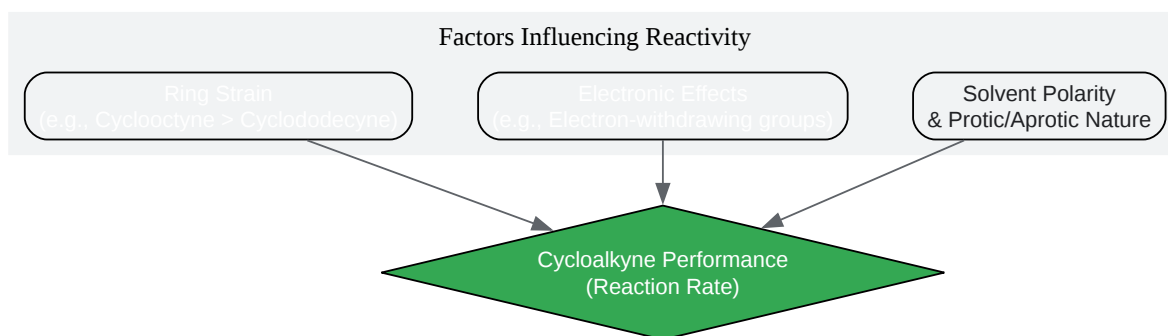 Factors Influencing Reactivity
Ring Strain
(e.g., Cyclooctyne > Cyclododecyne)
Electronic Effects
(e.g., Electron-withdrawing groups)
Solvent Polarity
& Protic/Aprotic Nature
Cycloalkyne Performance
(Reaction Rate)